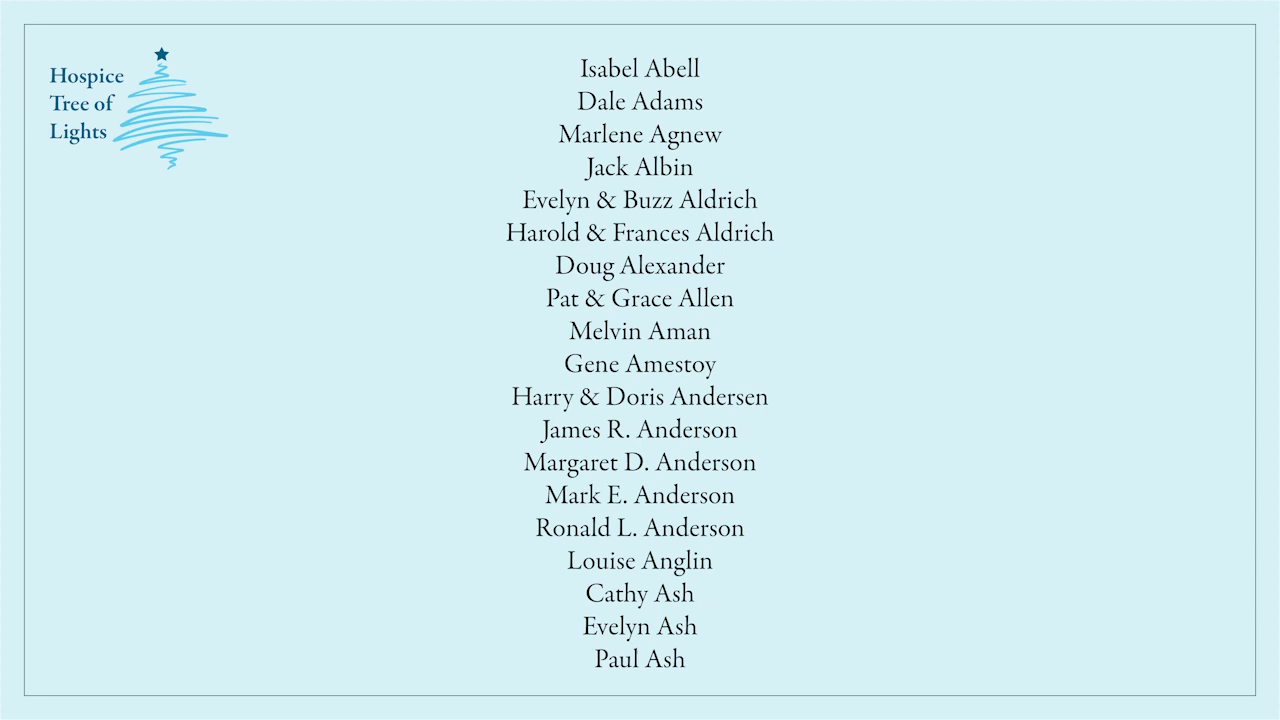 Hospice
Tree of
Lights
Isabel Abell
Dale Adams
Marlene Agnew
Jack Albin
Evelyn & Buzz Aldrich
Harold & Frances Aldrich
Doug Alexander
Pat & Grace Allen
Melvin Aman
Gene Amestoy
Harry & Doris Andersen
James R. Anderson
Margaret D. Anderson
Mark E. Anderson
Ronald L. Anderson
Louise Anglin
Cathy Ash
Evelyn Ash
Paul Ash